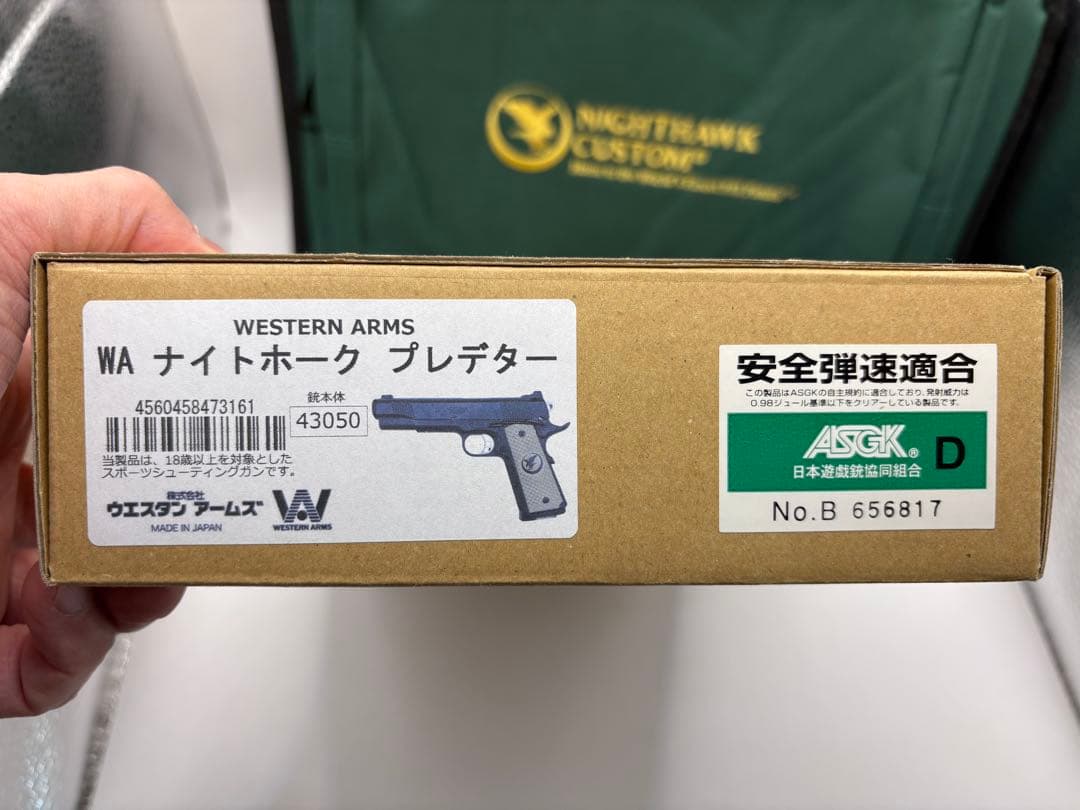 NIGHTHAWK
CUSTOM®
WESTERN ARMS
WA ナイトホーク プレデター
4560458473161
銃本体
43050
当製品は、18歳以上を対象とした
スポーツシューティングガンです。
株式会社
ウエスタン アームズ
MADE IN JAPAN
WESTERN ARMS
安全弾速適合
この製品はASGKの自主規約に適合しており、発射威力は
0.98ジュール基準以下をクリアーしている製品です。
ASGK® D
日本遊戯銃協同組合
No.B 656817